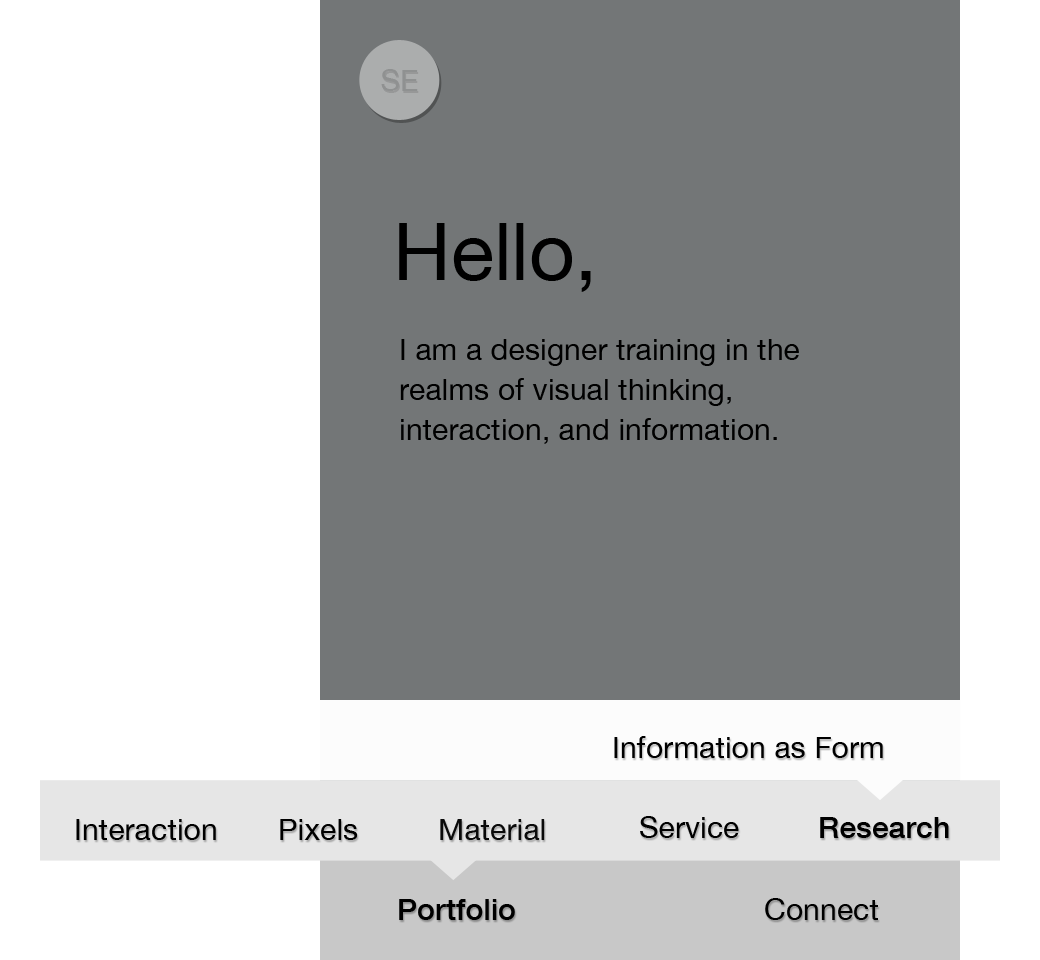 SE
Hello,
I am a designer training in the
realms of visual thinking,
interaction, and information.
Information as Form
Interaction Pixels Material Service Research
Portfolio Connect